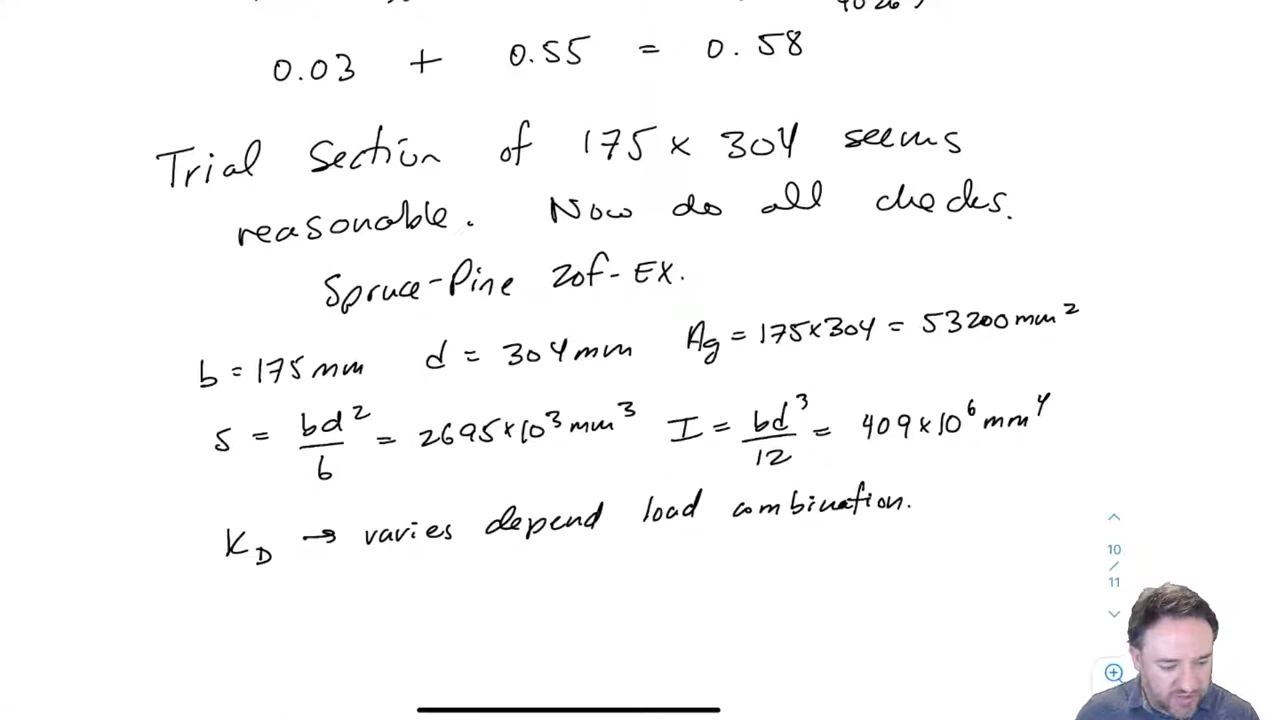 0.03 + 0.55 = 0.58
Trial Section of 175 x 304 seems
reasonable. Now do all checks.
Spruce-Pine 20f-EX.
b = 175 mm d = 304 mm Ag = 175x304 = 53200 mm²
S = bd²/6 = 2695x10³ mm³ I = bd³/12 = 409x10⁶ mm⁴
K_D → varies depend load combination.
10
/
11